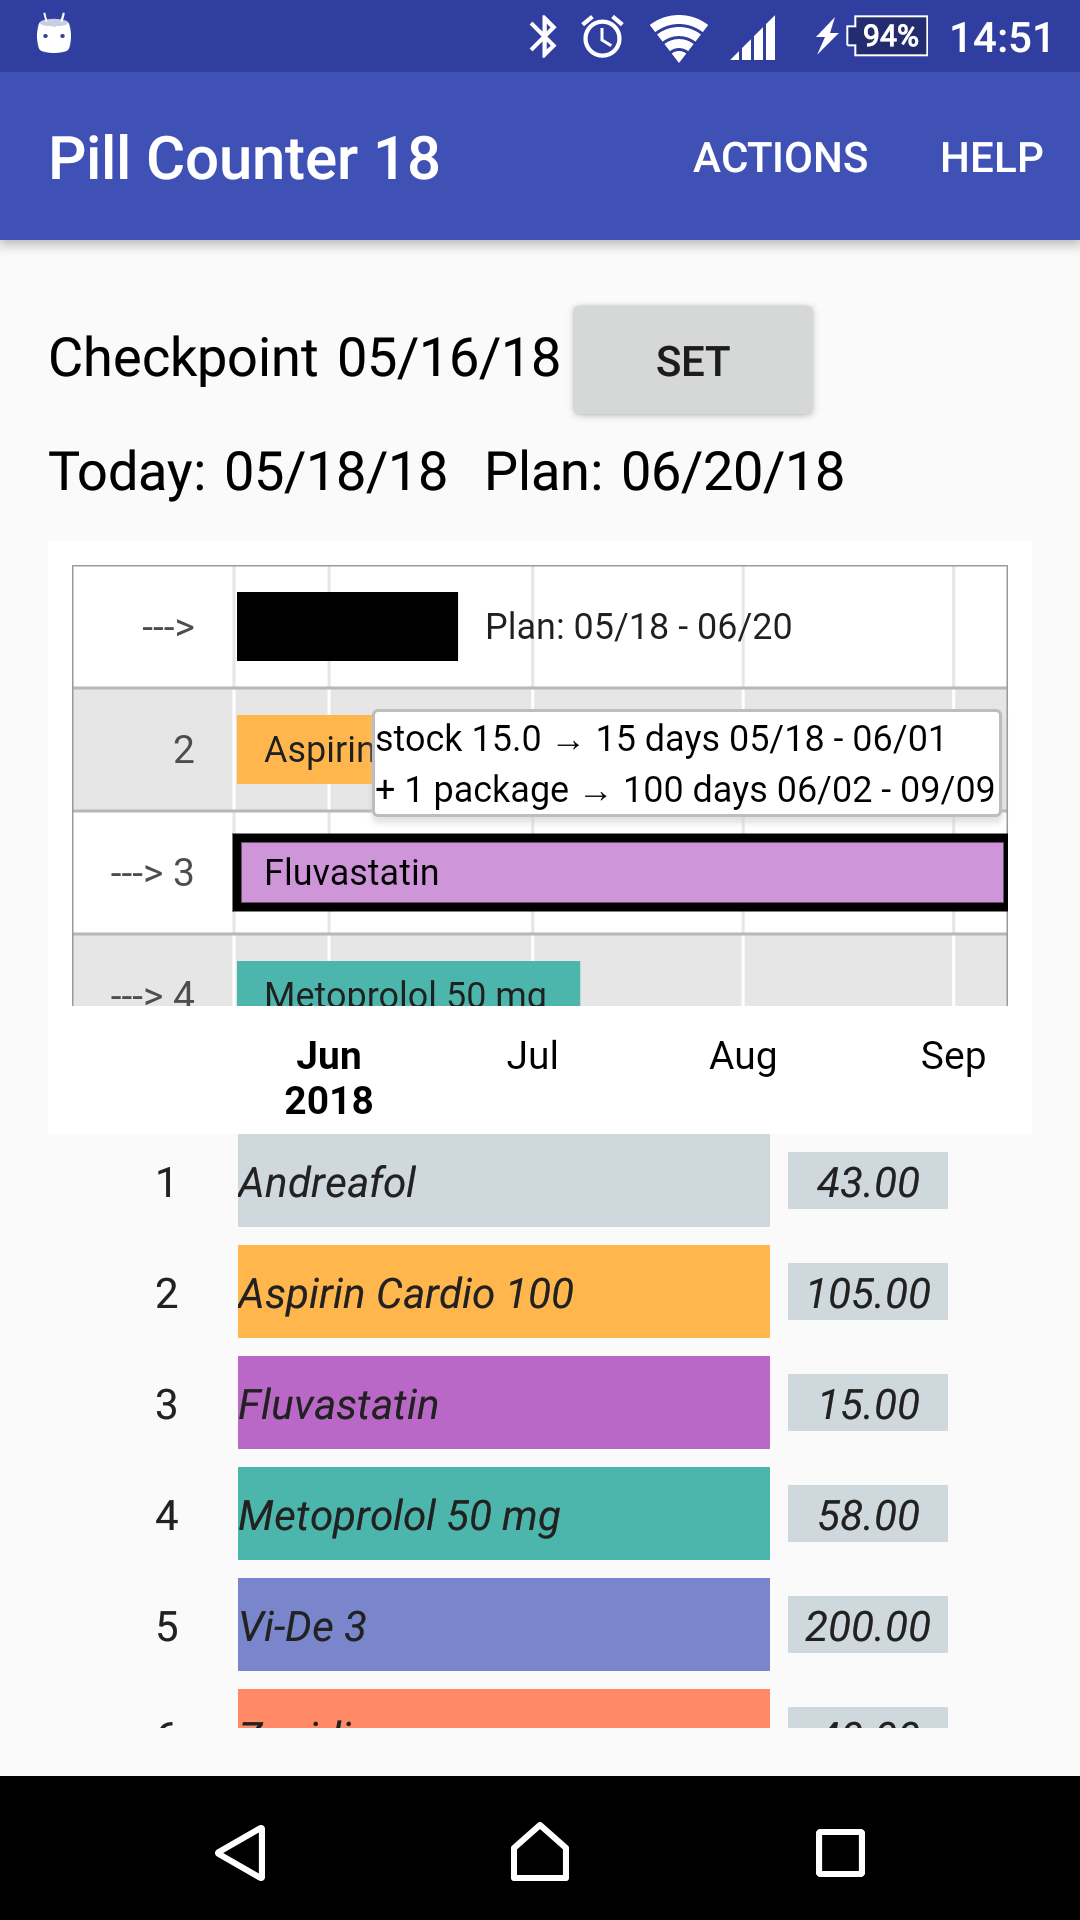 94% 14:51
Pill Counter 18 ACTIONS HELP
Checkpoint 05/16/18 SET
Today: 05/18/18 Plan: 06/20/18
---> Plan: 05/18 - 06/20
2 Aspirin
stock 15.0 → 15 days 05/18 - 06/01
+ 1 package → 100 days 06/02 - 09/09
---> 3 Fluvastatin
---> 4 Metoprolol 50 mg
Jun Jul Aug Sep
2018
1 Andreafol 43.00
2 Aspirin Cardio 100 105.00
3 Fluvastatin 15.00
4 Metoprolol 50 mg 58.00
5 Vi-De 3 200.00